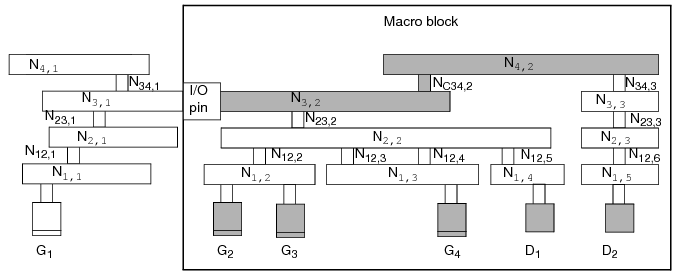 Macro block
N4,1
N4,2
N34,1
NC34,2
N34,3
I/O
pin
N3,1
N3,2
N3,3
N23,1
N23,2
N23,3
N2,1
N2,2
N2,3
N12,1
N12,2
N12,3
N12,4
N12,5
N12,6
N1,1
N1,2
N1,3
N1,4
N1,5
G1
G2
G3
G4
D1
D2